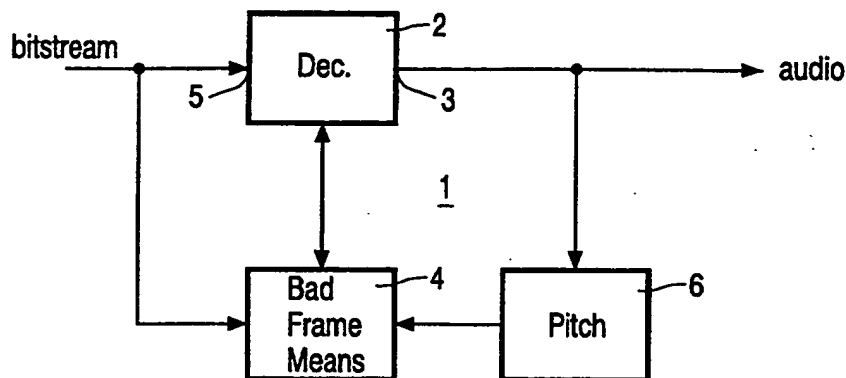 bitstream
Dec.
2
5
3
audio
1
Bad
Frame
Means
4
Pitch
6